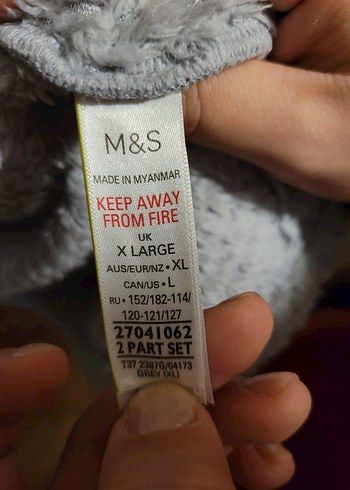 M&S
MADE IN MYANMAR
KEEP AWAY
FROM FIRE
UK
X LARGE
AUS/EUR/NZ • XL
CAN/US • L
RU • 152/182-114/
120-121/127
27041062
2 PART SET
T37 2387G/04173
GREY (XL)